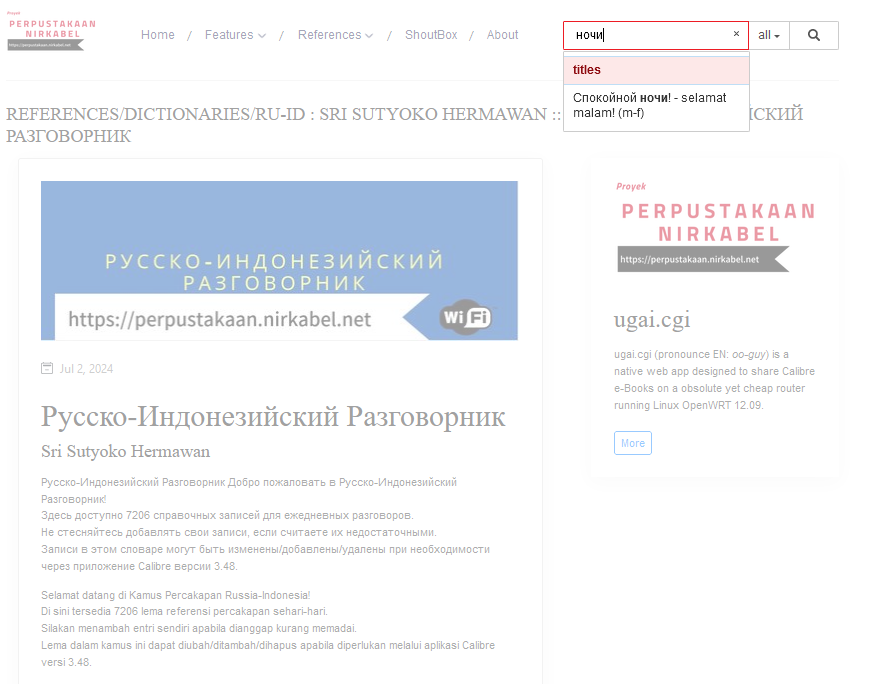 Proyek
PERPUSTAKAAN
NIRKABEL
https://perpustakaan.nirkabel.net
Home / Features / References / ShoutBox / About
ночи × all
titles
Спокойной ночи! - selamat
malam! (m-f)
REFERENCES/DICTIONARIES/RU-ID : SRI SUTYOKO HERMAWAN ::
РАЗГОВОРНИК
РУССКО-ИНДОНЕЗИЙСКИЙ
РАЗГОВОРНИК
https://perpustakaan.nirkabel.net
Wi Fi
Jul 2, 2024
Русско-Индонезийский Разговорник
Sri Sutyoko Hermawan
Русско-Индонезийский Разговорник Добро пожаловать в Русско-Индонезийский
Разговорник!
Здесь доступно 7206 справочных записей для ежедневных разговоров.
Не стесняйтесь добавлять свои записи, если считаете их недостаточными.
Записи в этом словаре могут быть изменены/добавлены/удалены при необходимости
через приложение Calibre версии 3.48.
Selamat datang di Kamus Percakapan Russia-Indonesia!
Di sini tersedia 7206 lema referensi percakapan sehari-hari.
Silakan menambah entri sendiri apabila dianggap kurang memadai.
Lema dalam kamus ini dapat diubah/ditambah/dihapus apabila diperlukan melalui aplikasi Calibre
versi 3.48.
Proyek
PERPUSTAKAAN
NIRKABEL
https://perpustakaan.nirkabel.net
ugai.cgi
ugai.cgi (pronounce EN: oo-guy) is a
native web app designed to share Calibre
e-Books on a obsolete yet cheap router
running Linux OpenWRT 12.09.
More